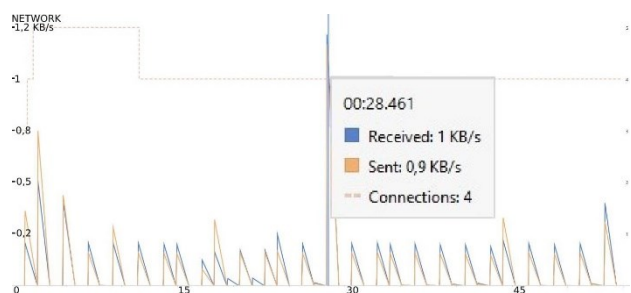 NETWORK
1,2 KB/s
1
0,8
0,5
0,2
0
15
30
45
00:28.461
Received: 1 KB/s
Sent: 0,9 KB/s
Connections: 4